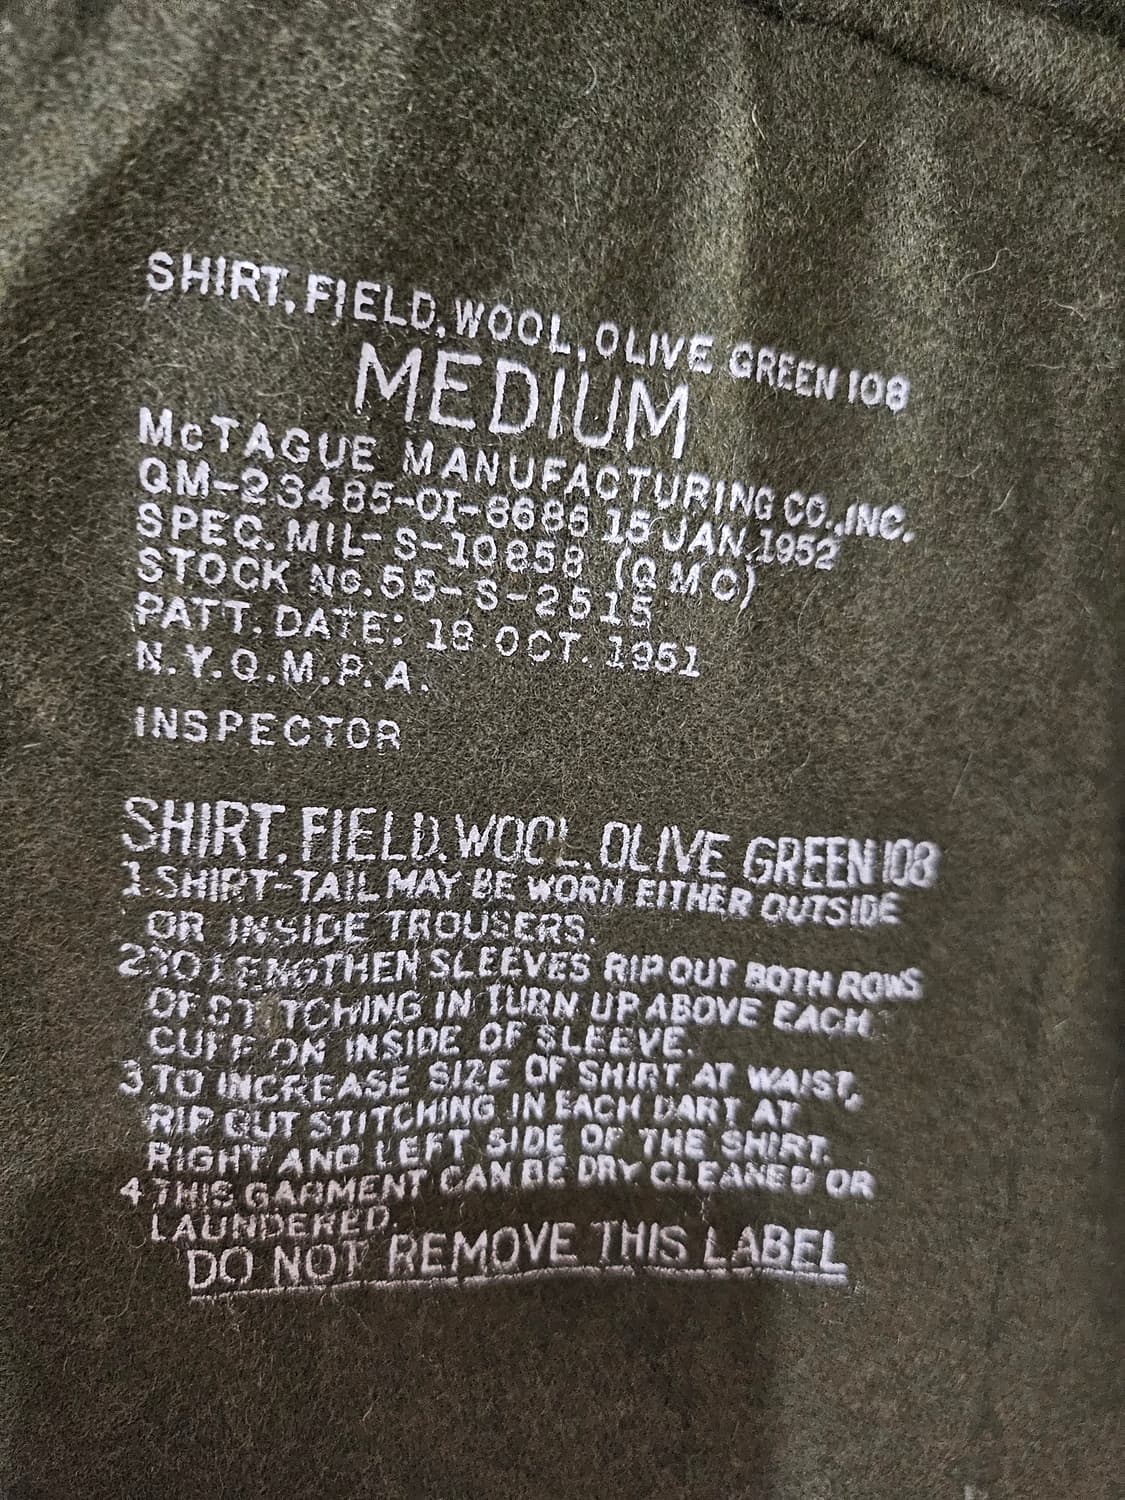 SHIRT, FIELD, WOOL, OLIVE GREEN 108
MEDIUM
McTAGUE MANUFACTURING CO., INC.
QM-23485-OI-8686 15 JAN. 1952
SPEC. MIL-S-10858 (QMC)
STOCK No. 55-S-2515
PATT. DATE: 18 OCT. 1951
N.Y.Q.M.P.A.
INSPECTOR
SHIRT, FIELD, WOOL, OLIVE GREEN 108
1 SHIRT-TAIL MAY BE WORN EITHER OUTSIDE
OR INSIDE TROUSERS.
2 TO LENGTHEN SLEEVES RIP OUT BOTH ROWS
OF STITCHING IN TURN UP ABOVE EACH
CUFF ON INSIDE OF SLEEVE.
3 TO INCREASE SIZE OF SHIRT AT WAIST,
RIP OUT STITCHING IN EACH DART AT
RIGHT AND LEFT SIDE OF THE SHIRT.
4 THIS GARMENT CAN BE DRY CLEANED OR
LAUNDERED.
DO NOT REMOVE THIS LABEL